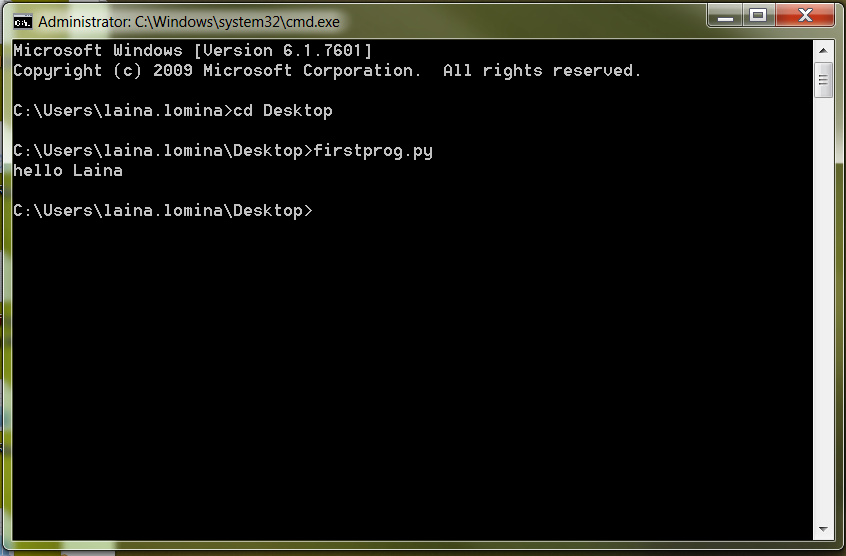 Administrator: C:\Windows\system32\cmd.exe
Microsoft Windows [Version 6.1.7601]
Copyright (c) 2009 Microsoft Corporation.  All rights reserved.
C:\Users\laina.lomina>cd Desktop
C:\Users\laina.lomina\Desktop>firstprog.py
hello Laina
C:\Users\laina.lomina\Desktop>